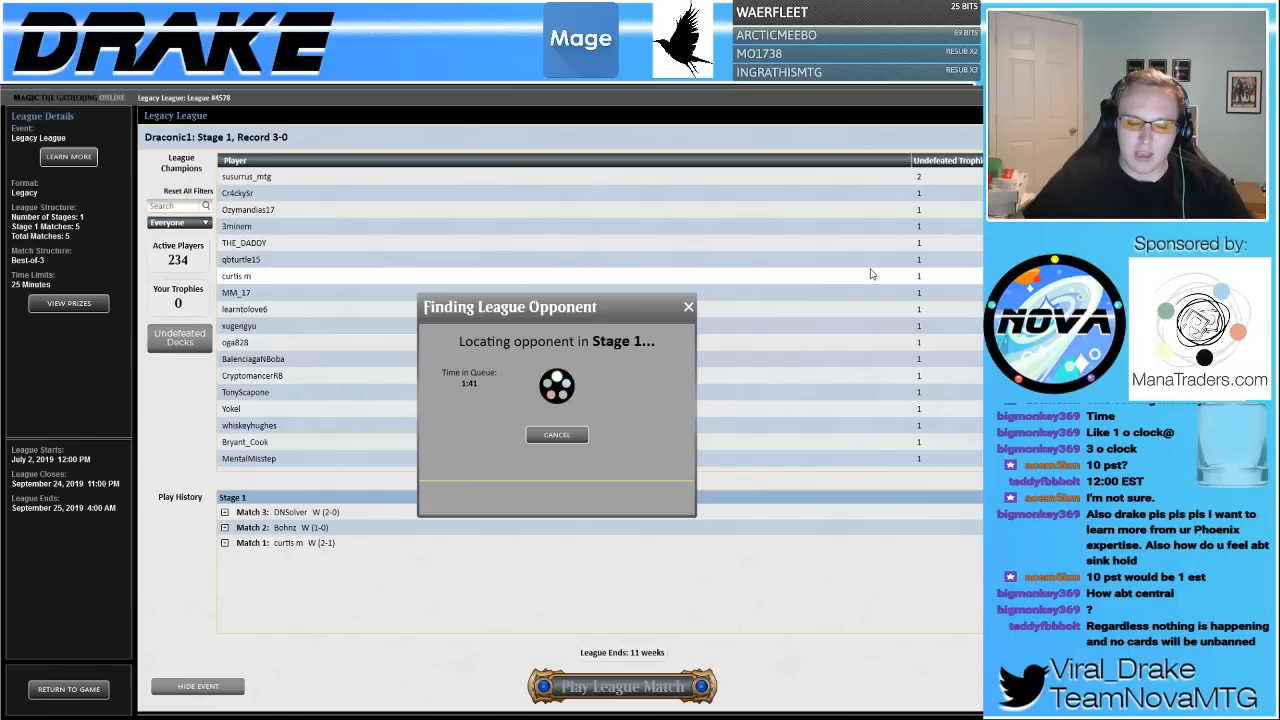 DRAKE
Mage
WAERFLEET 25 BITS
ARCTICMEEBO 69 BITS
MO1738 RESUB X2
INGRATHISMTG RESUB X3
MAGIC: THE GATHERING ONLINE
Legacy League: League #4578
League Details
Event:
Legacy League
LEARN MORE
Format:
Legacy
League Structure:
Number of Stages: 1
Stage 1 Matches: 5
Total Matches: 5
Match Structure:
Best-of-3
Time Limits:
25 Minutes
VIEW PRIZES
League Starts:
July 2, 2019 12:00 PM
League Closes:
September 24, 2019 11:00 PM
League Ends:
September 25, 2019 4:00 AM
RETURN TO GAME
Legacy League
Draconic1: Stage 1, Record 3-0
League
Champions
Reset All Filters
Search
Everyone
Active Players
234
Your Trophies
0
Undefeated
Decks
Player Undefeated Trophi
susurrus_mtg 2
Cr4ckySr 1
Ozymandias17 1
3minem 1
THE_DADDY 1
qbturtle15 1
curtis m 1
MM_17 1
learntolove6 1
xugengyu 1
oga828 1
BalenciagaNBoba 1
CryptomancerRB 1
TonyScapone 1
Yokel 1
whiskeyhughes 1
Bryant_Cook 1
MentalMisstep 1
Finding League Opponent
Locating opponent in Stage 1...
Time in Queue:
1:41
CANCEL
Play History
Stage 1
Match 3: DNSolver W (2-0)
Match 2: Bohnz W (1-0)
Match 1: curtis m W (2-1)
League Ends: 11 weeks
HIDE EVENT
Play League Match
Sponsored by:
NOVA
ManaTraders.com
bigmonkey369 Time
bigmonkey369 Like 1 o clock@
bigmonkey369 3 o clock
10 pst?
teddyfbbbolt 12:00 EST
I'm not sure.
bigmonkey369 Also drake pls pls pls I want to
learn more from ur Phoenix
expertise. Also how do u feel abt
sink hold
10 pst would be 1 est
bigmonkey369 How abt central
bigmonkey369 ?
teddyfbbbolt Regardless nothing is happening
and no cards will be unbanned
Viral_Drake
TeamNovaMTG